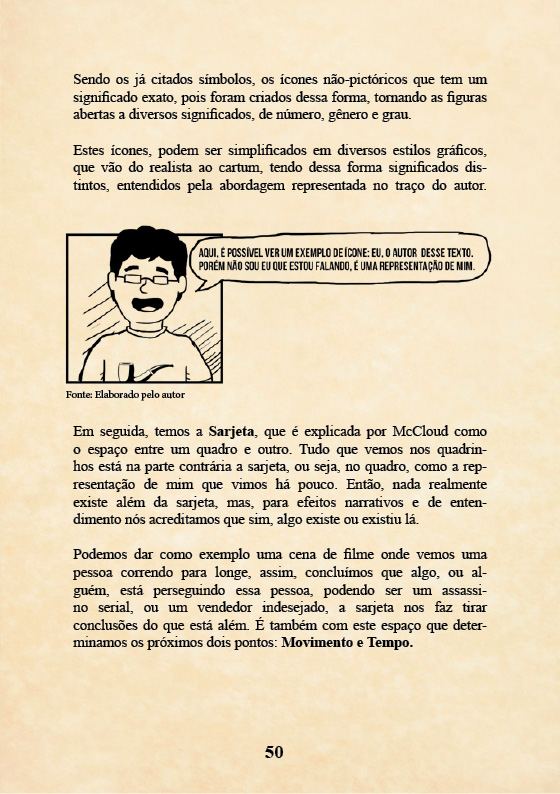 Sendo os já citados símbolos, os ícones não-pictóricos que tem um
significado exato, pois foram criados dessa forma, tornando as figuras
abertas a diversos significados, de número, gênero e grau.
Estes ícones, podem ser simplificados em diversos estilos gráficos,
que vão do realista ao cartum, tendo dessa forma significados dis-
tintos, entendidos pela abordagem representada no traço do autor.
AQUI, É POSSÍVEL VER UM EXEMPLO DE ÍCONE: EU, O AUTOR DESSE TEXTO.
PORÉM NÃO SOU EU QUE ESTOU FALANDO, É UMA REPRESENTAÇÃO DE MIM.
Fonte: Elaborado pelo autor
Em seguida, temos a Sarjeta, que é explicada por McCloud como
o espaço entre um quadro e outro. Tudo que vemos nos quadrin-
hos está na parte contrária a sarjeta, ou seja, no quadro, como a rep-
resentação de mim que vimos há pouco. Então, nada realmente
existe além da sarjeta, mas, para efeitos narrativos e de enten-
dimento nós acreditamos que sim, algo existe ou existiu lá.
Podemos dar como exemplo uma cena de filme onde vemos uma
pessoa correndo para longe, assim, concluímos que algo, ou al-
guém, está perseguindo essa pessoa, podendo ser um assassi-
no serial, ou um vendedor indesejado, a sarjeta nos faz tirar
conclusões do que está além. É também com este espaço que deter-
minamos os próximos dois pontos: Movimento e Tempo.
50